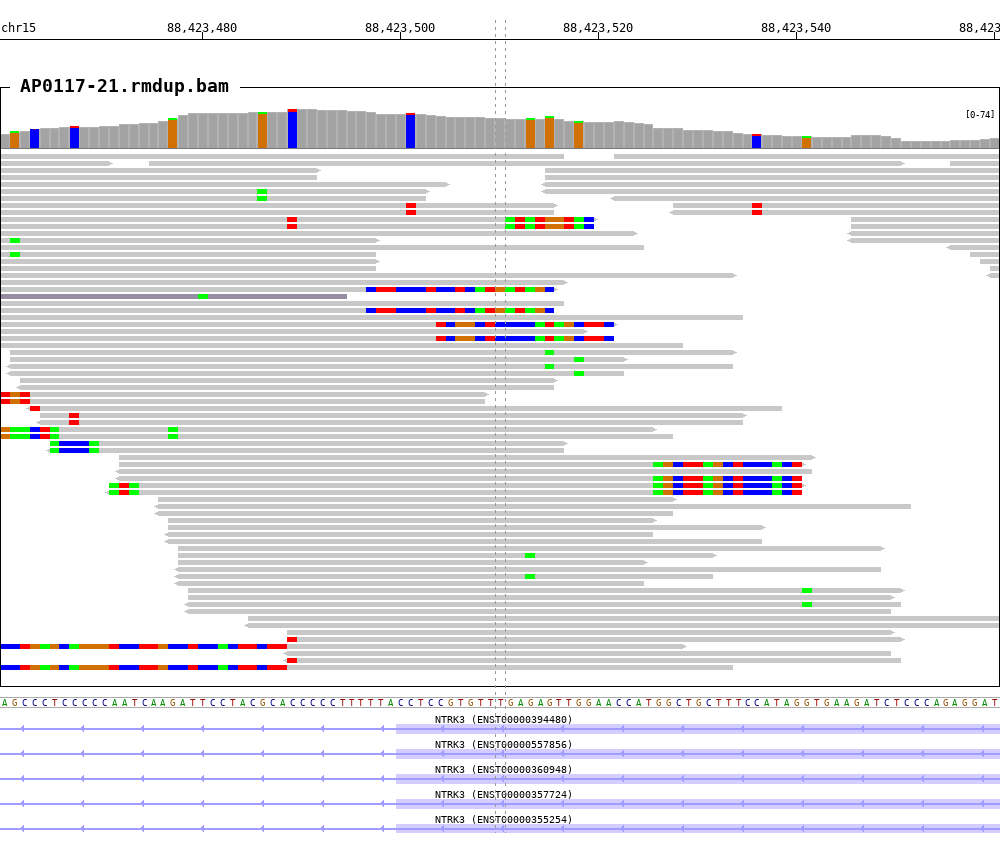 chr15 88,423,480 88,423,500 88,423,520 88,423,540 88,423
AP0117-21.rmdup.bam
[0-74]
A G C C C T C C C C C A A T C A A G A T T C C T A C G C A C C C C C T T T T T A C C T C C G T G T T T G A G A G T T G G A A C C A T G G C T G C T T T C C A T A G G T G A A G A T C T C C C A G A G G A T
NTRK3 (ENST00000394480)
NTRK3 (ENST00000557856)
NTRK3 (ENST00000360948)
NTRK3 (ENST00000357724)
NTRK3 (ENST00000355254)